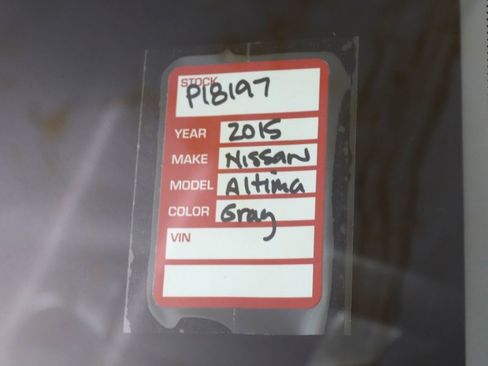 STOCK
P18197
YEAR 2015
MAKE NISSAN
MODEL Altima
COLOR Gray
VIN